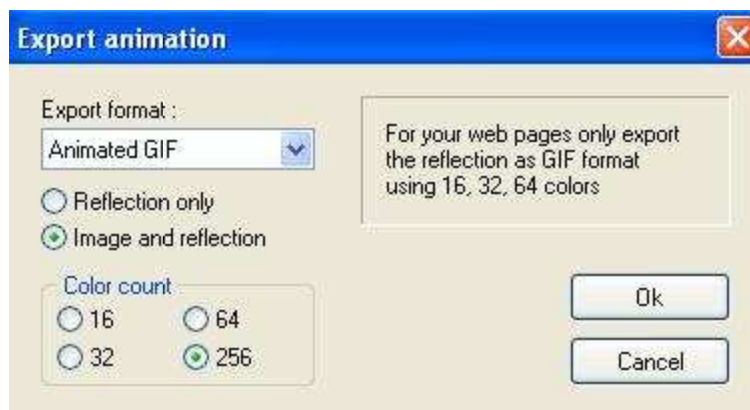 Export animation
Export format :
Animated GIF
Reflection only
Image and reflection
Color count
16
64
32
256
For your web pages only export
the reflection as GIF format
using 16, 32, 64 colors
Ok
Cancel